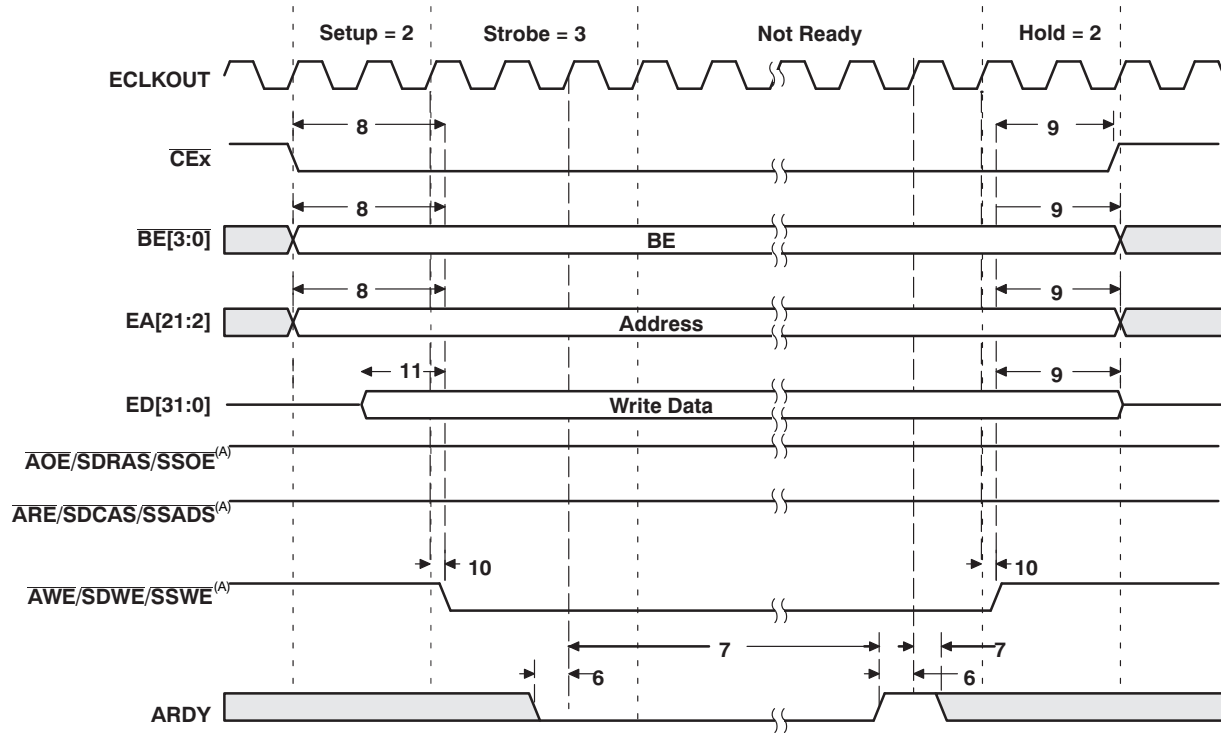 Setup = 2 Strobe = 3 Not Ready Hold = 2
ECLKOUT
8 9
CEx
8 9
BE[3:0] BE
8 9
EA[21:2] Address
11 9
ED[31:0] Write Data
AOE/SDRAS/SSOE(A)
ARE/SDCAS/SSADS(A)
10 10
AWE/SDWE/SSWE(A)
7 7
6 6
ARDY